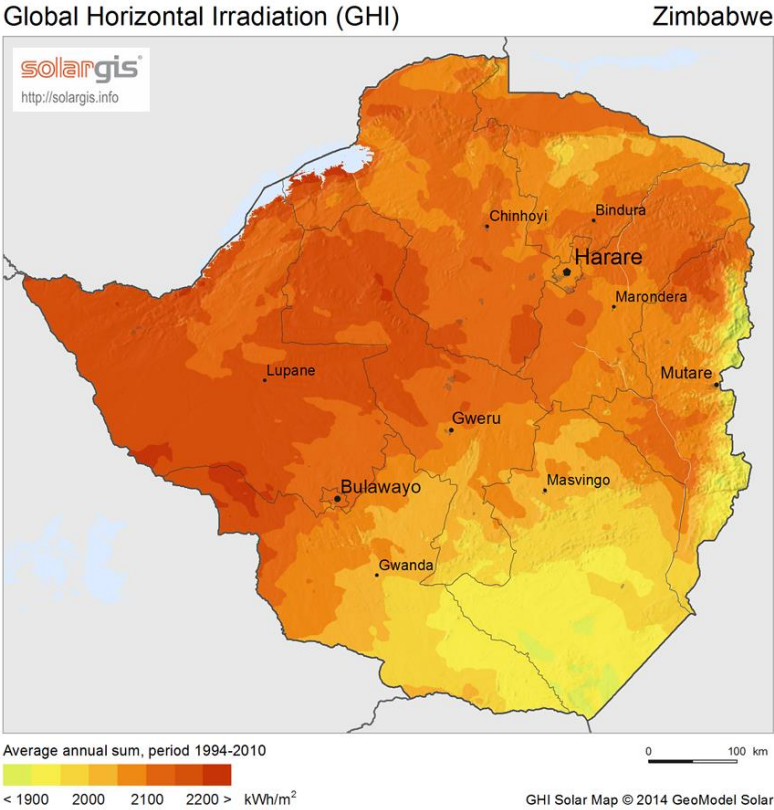 Global Horizontal Irradiation (GHI) Zimbabwe
solargis
http://solargis.info
Chinhoyi
Bindura
Harare
Marondera
Lupane
Mutare
Gweru
Bulawayo
Masvingo
Gwanda
Average annual sum, period 1994-2010
0 100 km
< 1900 2000 2100 2200 > kWh/m²
GHI Solar Map © 2014 GeoModel Solar